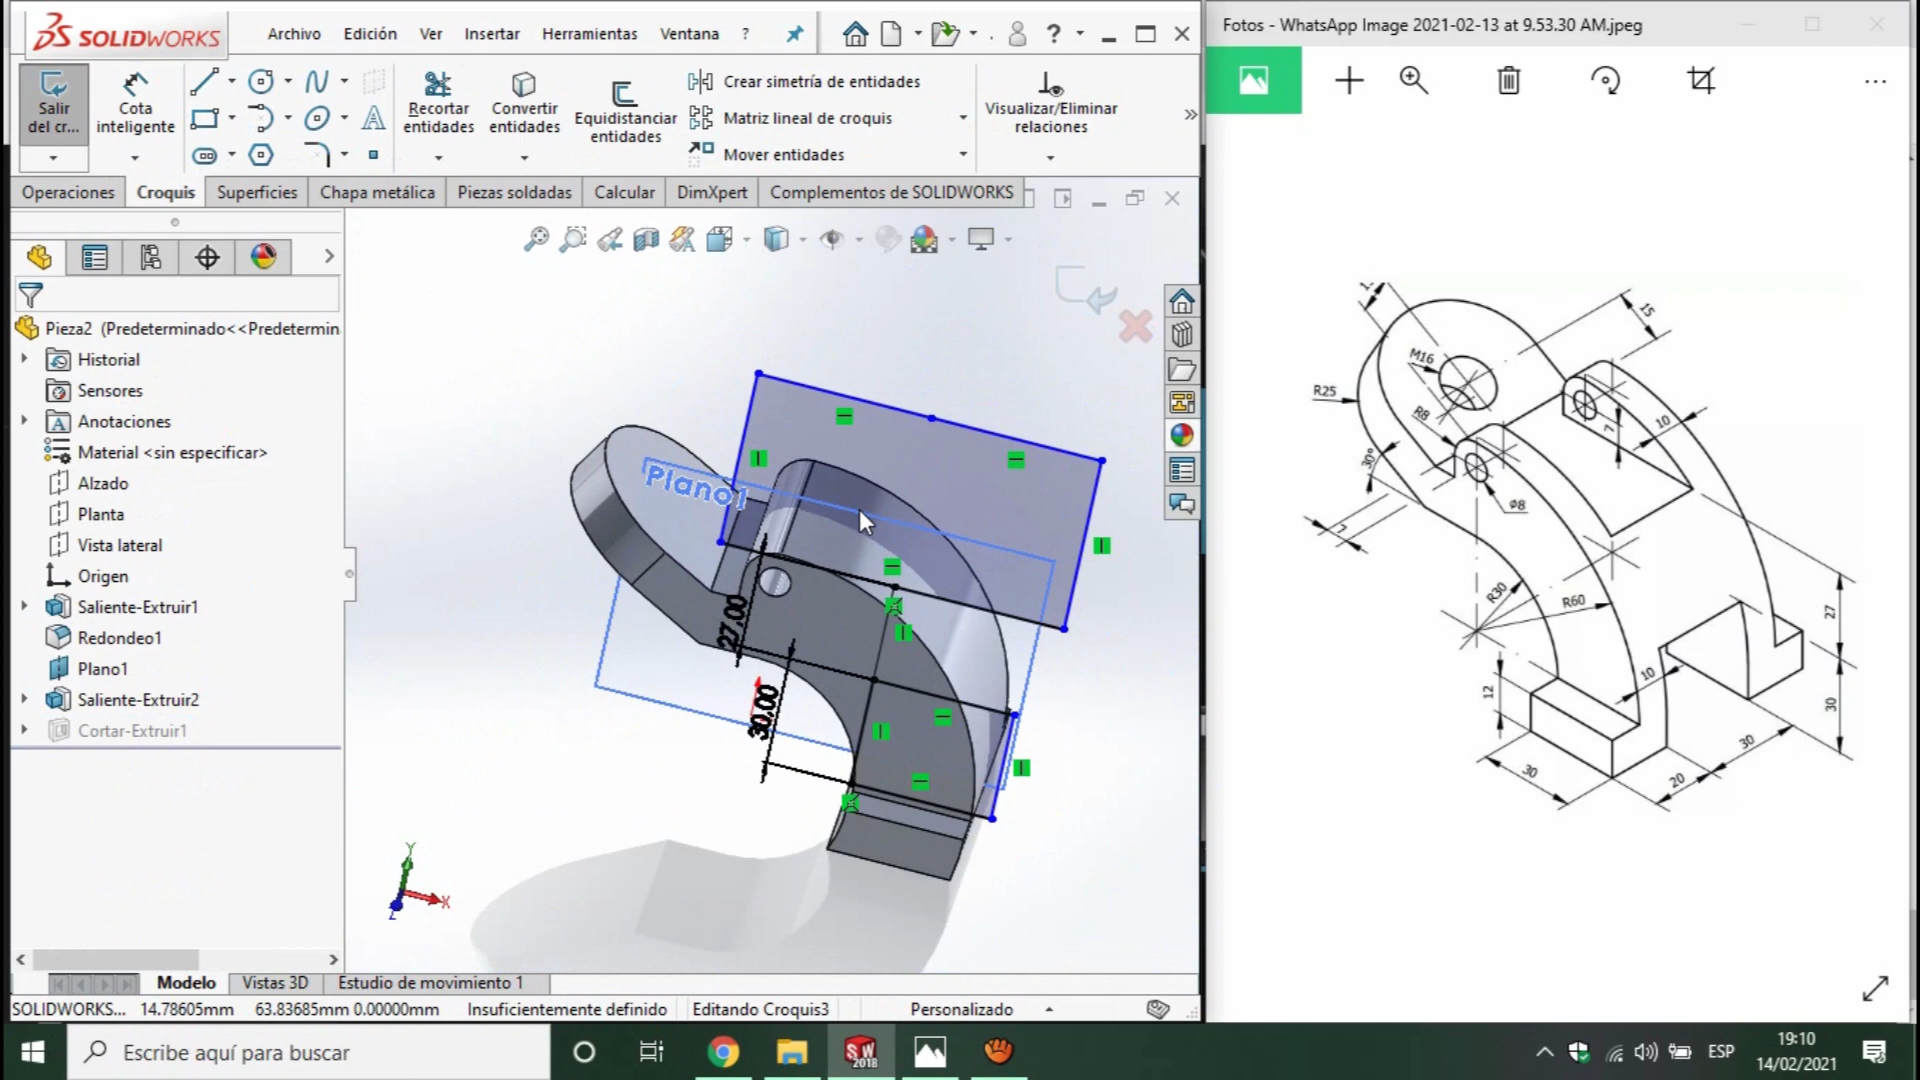 SOLIDWORKS
Archivo Edición Ver Insertar Herramientas Ventana ?
Fotos - WhatsApp Image 2021-02-13 at 9.53.30 AM.jpeg
Salir del cr...
Cota inteligente
Recortar entidades
Convertir entidades
Equidistanciar entidades
Crear simetría de entidades
Matriz lineal de croquis
Mover entidades
Visualizar/Eliminar relaciones
Operaciones Croquis Superficies Chapa metálica Piezas soldadas Calcular DimXpert Complementos de SOLIDWORKS
Pieza2 (Predeterminado<<Predetermin
Historial
Sensores
Anotaciones
Material <sin especificar>
Alzado
Planta
Vista lateral
Origen
Saliente-Extruir1
Redondeo1
Plano1
Saliente-Extruir2
Cortar-Extruir1
Plano1
27,00
30,00
Y
X
Z
15
M16
R25
R8
10
7
30°
Ø8
7
R30
R60
27
10
12
30
30
20
30
Modelo Vistas 3D Estudio de movimiento 1
SOLIDWORKS... 14.78605mm 63.83685mm 0.00000mm Insuficientemente definido Editando Croquis3 Personalizado
Escribe aquí para buscar
SW 2018
ESP
19:10
14/02/2021